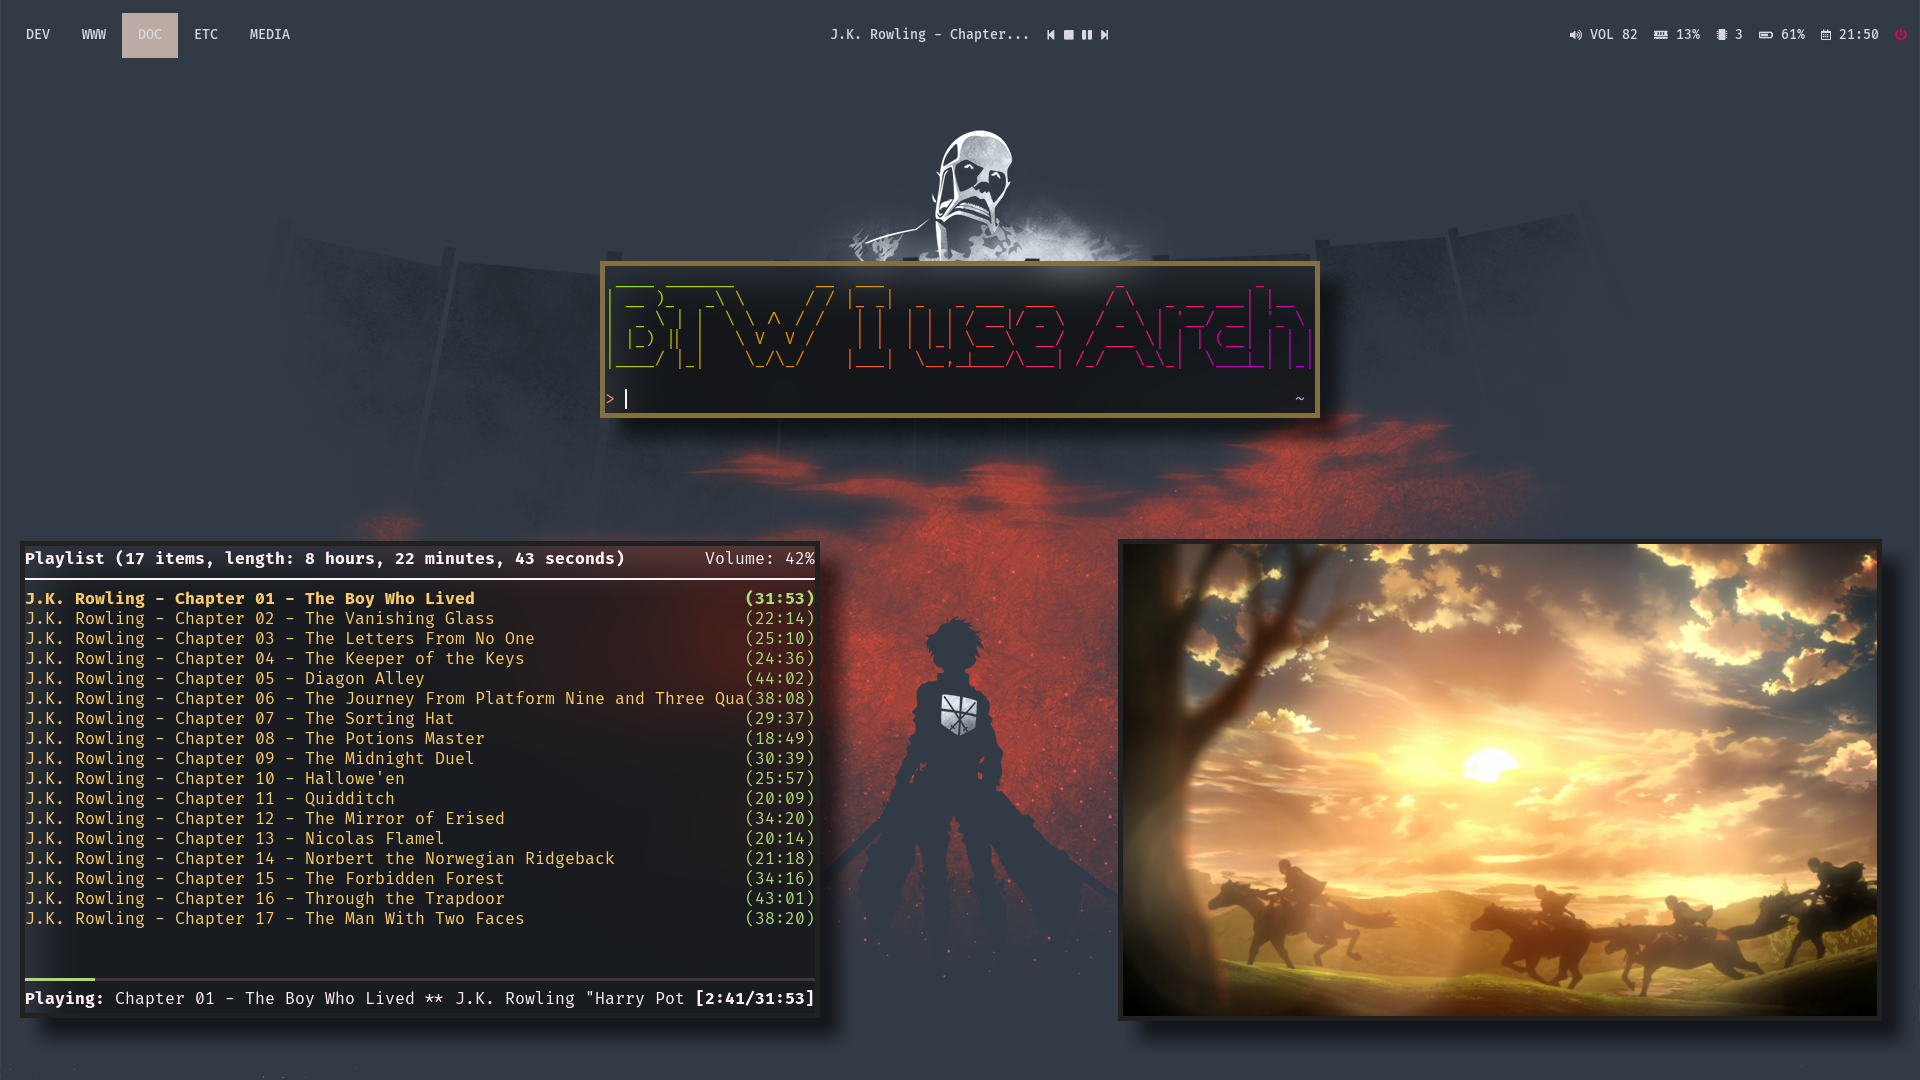 DEV WWW DOC ETC MEDIA J.K. Rowling - Chapter... VOL 82 13% 3 61% 21:50
BTW I use Arch
> ~
Playlist (17 items, length: 8 hours, 22 minutes, 43 seconds) Volume: 42%
J.K. Rowling - Chapter 01 - The Boy Who Lived (31:53)
J.K. Rowling - Chapter 02 - The Vanishing Glass (22:14)
J.K. Rowling - Chapter 03 - The Letters From No One (25:10)
J.K. Rowling - Chapter 04 - The Keeper of the Keys (24:36)
J.K. Rowling - Chapter 05 - Diagon Alley (44:02)
J.K. Rowling - Chapter 06 - The Journey From Platform Nine and Three Qua(38:08)
J.K. Rowling - Chapter 07 - The Sorting Hat (29:37)
J.K. Rowling - Chapter 08 - The Potions Master (18:49)
J.K. Rowling - Chapter 09 - The Midnight Duel (30:39)
J.K. Rowling - Chapter 10 - Hallowe'en (25:57)
J.K. Rowling - Chapter 11 - Quidditch (20:09)
J.K. Rowling - Chapter 12 - The Mirror of Erised (34:20)
J.K. Rowling - Chapter 13 - Nicolas Flamel (20:14)
J.K. Rowling - Chapter 14 - Norbert the Norwegian Ridgeback (21:18)
J.K. Rowling - Chapter 15 - The Forbidden Forest (34:16)
J.K. Rowling - Chapter 16 - Through the Trapdoor (43:01)
J.K. Rowling - Chapter 17 - The Man With Two Faces (38:20)
Playing: Chapter 01 - The Boy Who Lived ** J.K. Rowling "Harry Pot [2:41/31:53]